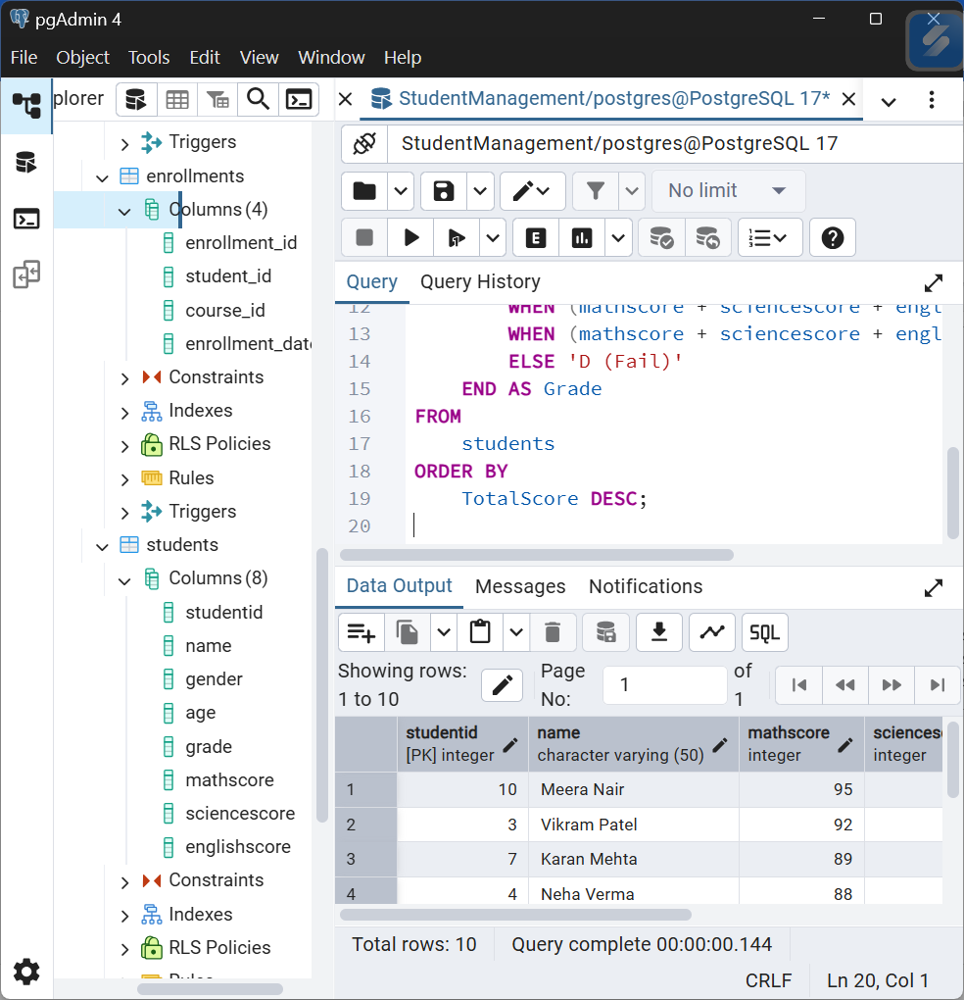 pgAdmin 4
File Object Tools Edit View Window Help
plorer
StudentManagement/postgres@PostgreSQL 17*
Triggers
enrollments
Columns (4)
enrollment_id
student_id
course_id
enrollment_date
Constraints
Indexes
RLS Policies
Rules
Triggers
students
Columns (8)
studentid
name
gender
age
grade
mathscore
sciencescore
englishscore
Constraints
Indexes
RLS Policies
Rules
StudentManagement/postgres@PostgreSQL 17
No limit
Query Query History
12 WHEN (mathscore + sciencescore + engl
13 WHEN (mathscore + sciencescore + engl
14 ELSE 'D (Fail)'
15 END AS Grade
16 FROM
17 students
18 ORDER BY
19 TotalScore DESC;
20
Data Output Messages Notifications
SQL
Showing rows: 1 to 10
Page No: 1 of 1
studentid name mathscore sciences
[PK] integer character varying (50) integer integer
1 10 Meera Nair 95
2 3 Vikram Patel 92
3 7 Karan Mehta 89
4 4 Neha Verma 88
Total rows: 10 Query complete 00:00:00.144
CRLF Ln 20, Col 1